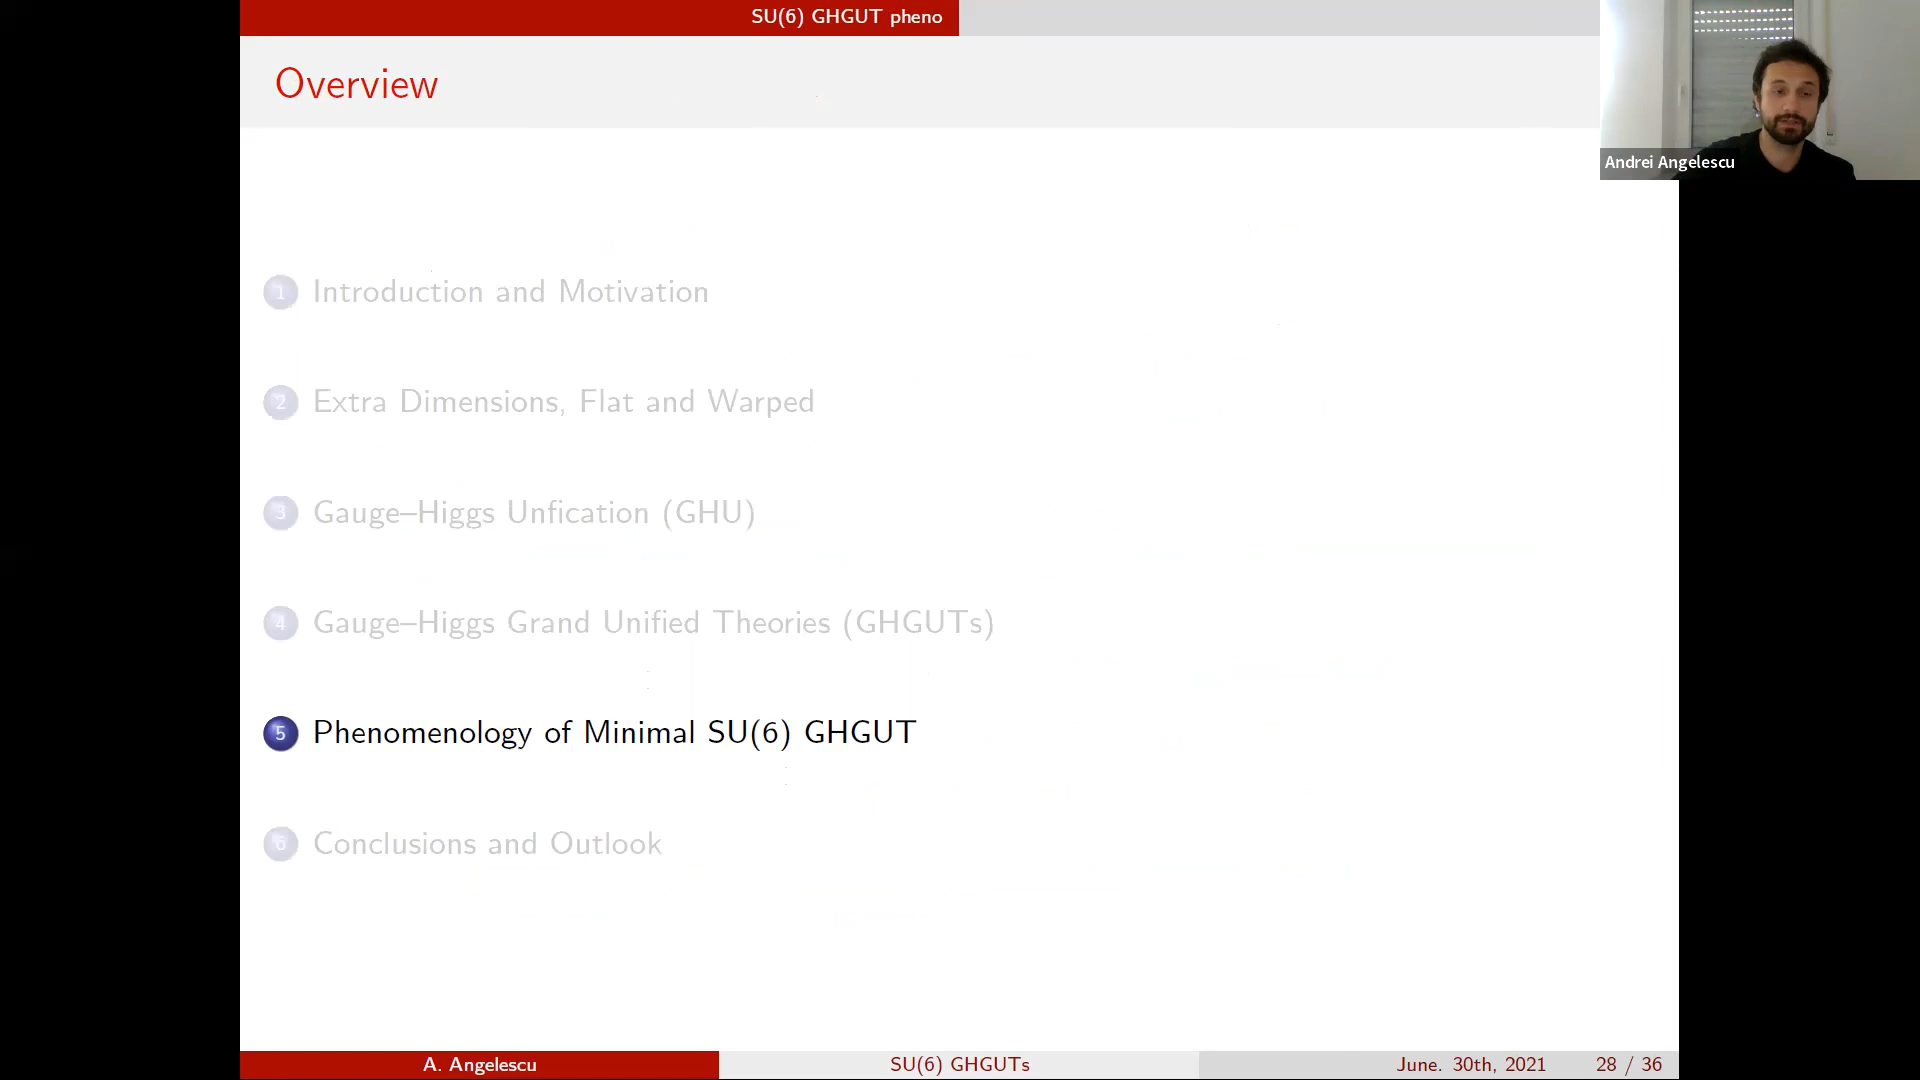 SU(6) GHGUT pheno
Overview
Andrei Angelescu
1 Introduction and Motivation
2 Extra Dimensions, Flat and Warped
3 Gauge–Higgs Unfication (GHU)
4 Gauge–Higgs Grand Unified Theories (GHGUTs)
5 Phenomenology of Minimal SU(6) GHGUT
6 Conclusions and Outlook
A. Angelescu SU(6) GHGUTs June. 30th, 2021 28 / 36